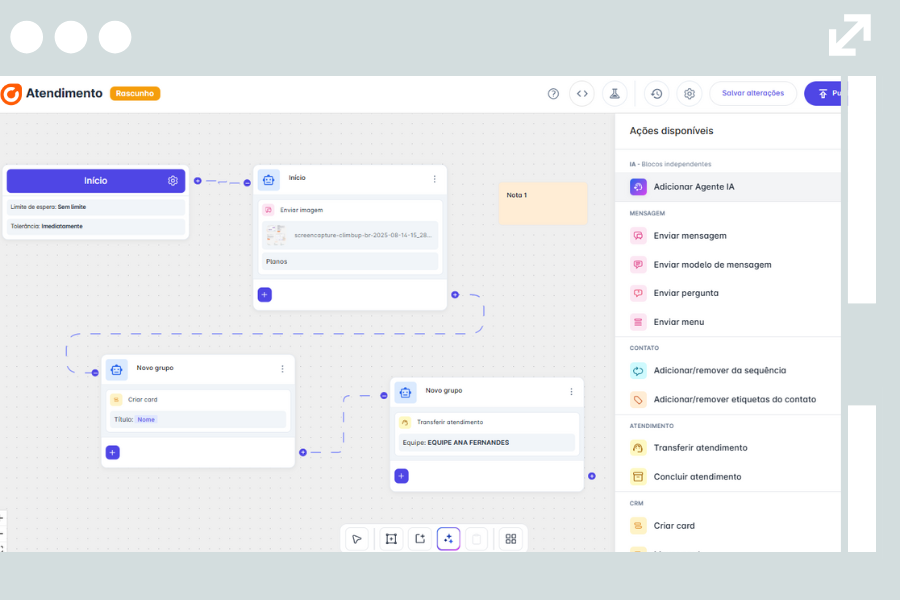 Atendimento
Rascunho
Salvar alterações
Início
Limite de espera: Sem limite
Tolerância: Imediatamente
Início
Enviar imagem
screencapture-climbup-br-2025-08-14-15_28...
Planos
Nota 1
Novo grupo
Criar card
Título: Nome
Novo grupo
Transferir atendimento
Equipe: EQUIPE ANA FERNANDES
Ações disponíveis
IA - Blocos independentes
Adicionar Agente IA
MENSAGEM
Enviar mensagem
Enviar modelo de mensagem
Enviar pergunta
Enviar menu
CONTATO
Adicionar/remover da sequência
Adicionar/remover etiquetas do contato
ATENDIMENTO
Transferir atendimento
Concluir atendimento
CRM
Criar card